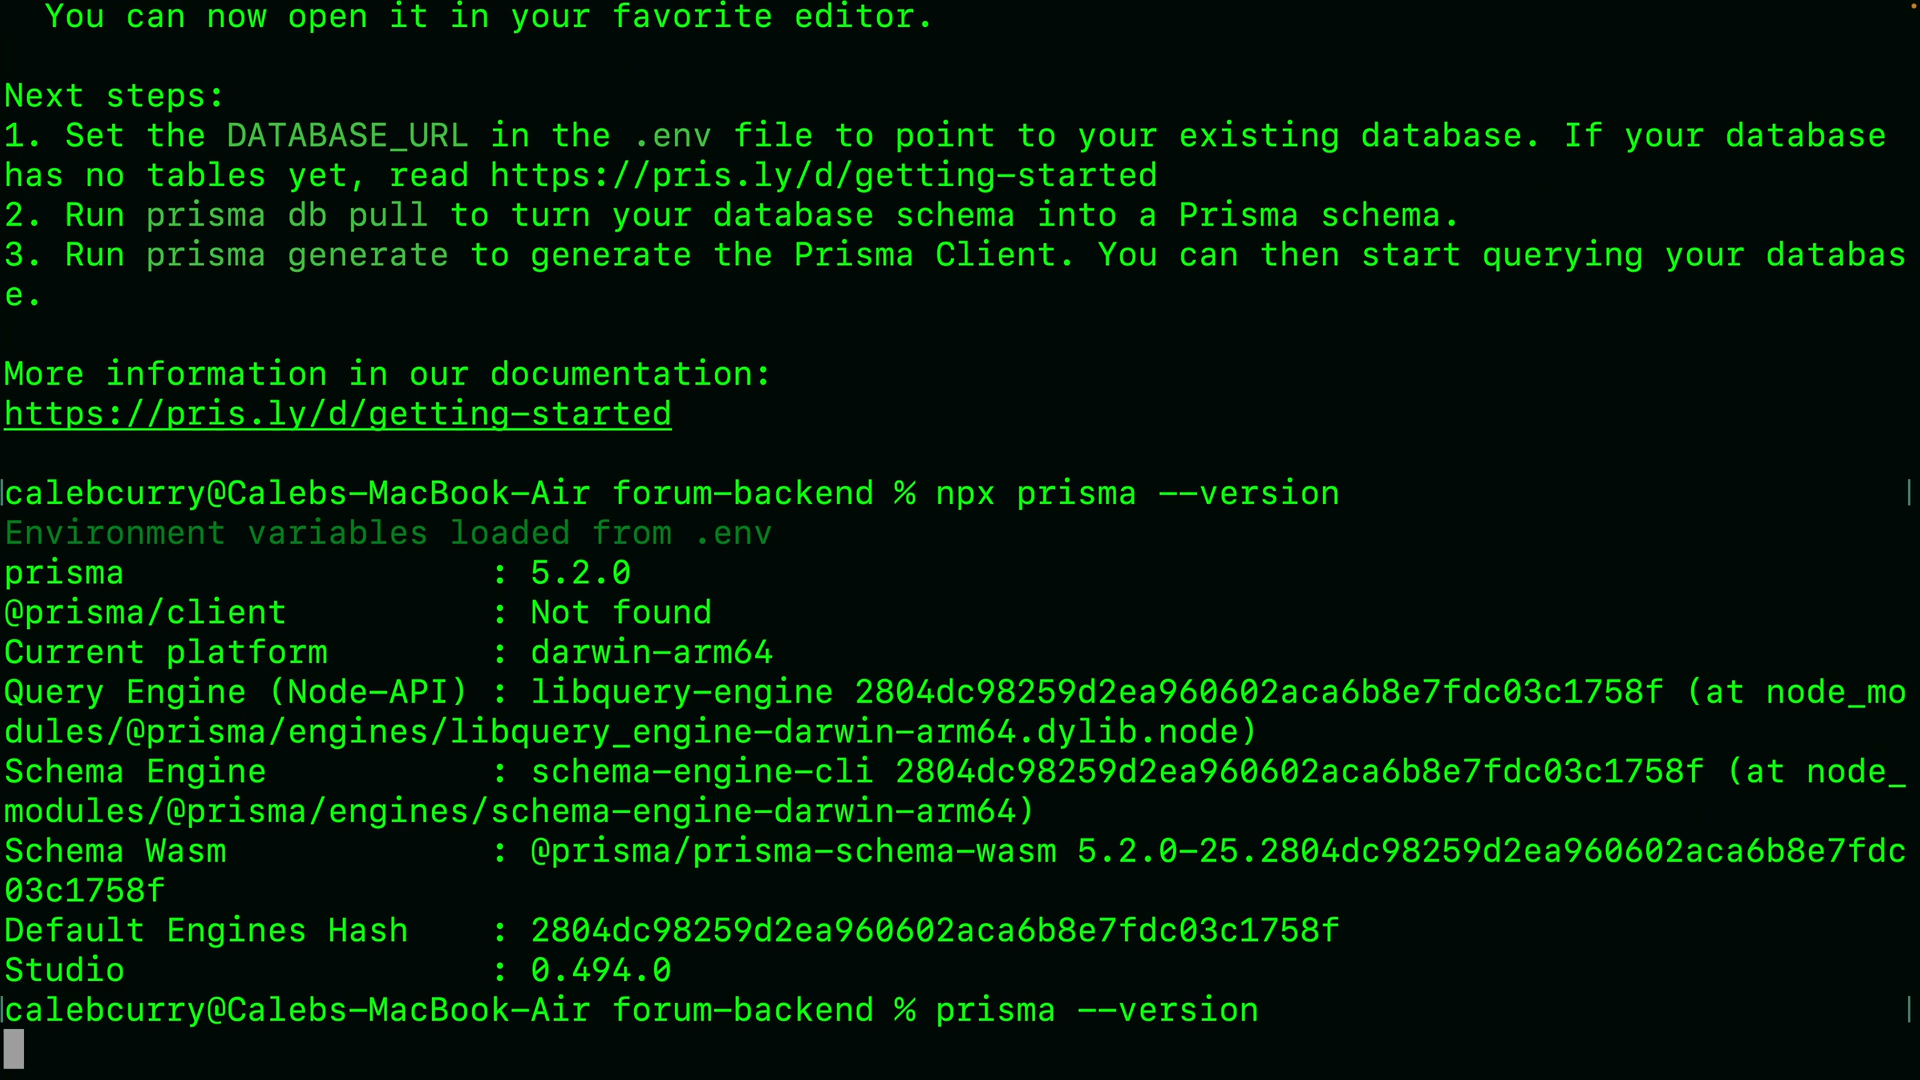 You can now open it in your favorite editor.
Next steps:
1. Set the DATABASE_URL in the .env file to point to your existing database. If your database
has no tables yet, read https://pris.ly/d/getting-started
2. Run prisma db pull to turn your database schema into a Prisma schema.
3. Run prisma generate to generate the Prisma Client. You can then start querying your databas
e.
More information in our documentation:
https://pris.ly/d/getting-started
calebcurry@Calebs-MacBook-Air forum-backend % npx prisma --version
Environment variables loaded from .env
prisma : 5.2.0
@prisma/client : Not found
Current platform : darwin-arm64
Query Engine (Node-API) : libquery-engine 2804dc98259d2ea960602aca6b8e7fdc03c1758f (at node_mo
dules/@prisma/engines/libquery_engine-darwin-arm64.dylib.node)
Schema Engine : schema-engine-cli 2804dc98259d2ea960602aca6b8e7fdc03c1758f (at node_
modules/@prisma/engines/schema-engine-darwin-arm64)
Schema Wasm : @prisma/prisma-schema-wasm 5.2.0-25.2804dc98259d2ea960602aca6b8e7fdc
03c1758f
Default Engines Hash : 2804dc98259d2ea960602aca6b8e7fdc03c1758f
Studio : 0.494.0
calebcurry@Calebs-MacBook-Air forum-backend % prisma --version